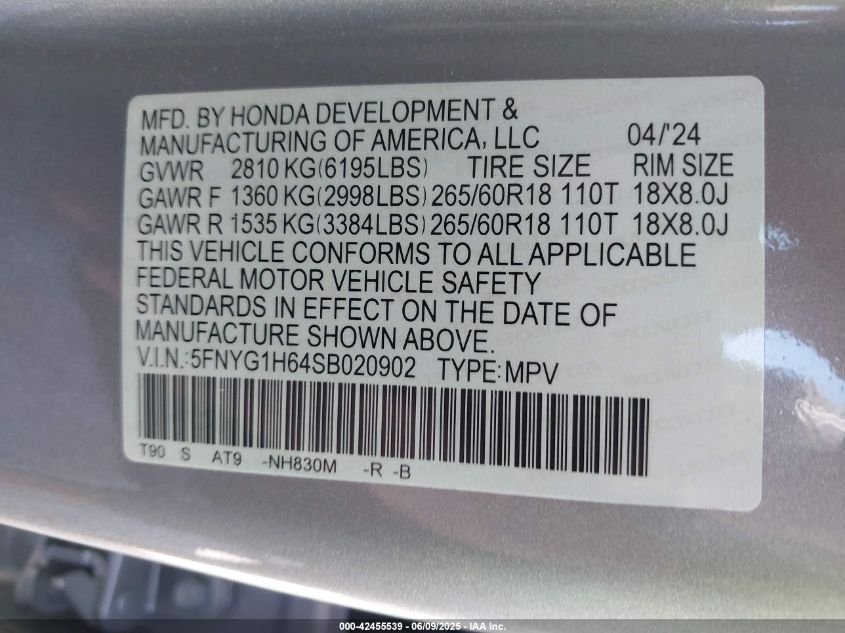 MFD. BY HONDA DEVELOPMENT &
MANUFACTURING OF AMERICA, LLC 04/'24
GVWR 2810 KG(6195LBS) TIRE SIZE RIM SIZE
GAWR F 1360 KG(2998LBS) 265/60R18 110T 18X8.0J
GAWR R 1535 KG(3384LBS) 265/60R18 110T 18X8.0J
THIS VEHICLE CONFORMS TO ALL APPLICABLE
FEDERAL MOTOR VEHICLE SAFETY
STANDARDS IN EFFECT ON THE DATE OF
MANUFACTURE SHOWN ABOVE.
V.I.N.:5FNYG1H64SB020902 TYPE:MPV
T90 S AT9 -NH830M -R -B
000-42455539 - 06/09/2025 - IAA Inc.